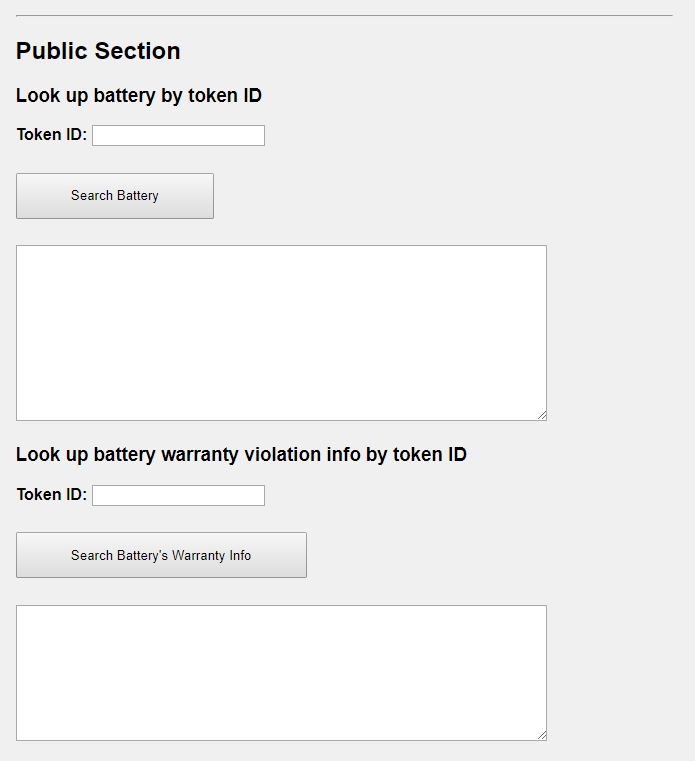 Public Section
Look up battery by token ID
Token ID:
Search Battery
Look up battery warranty violation info by token ID
Token ID:
Search Battery's Warranty Info